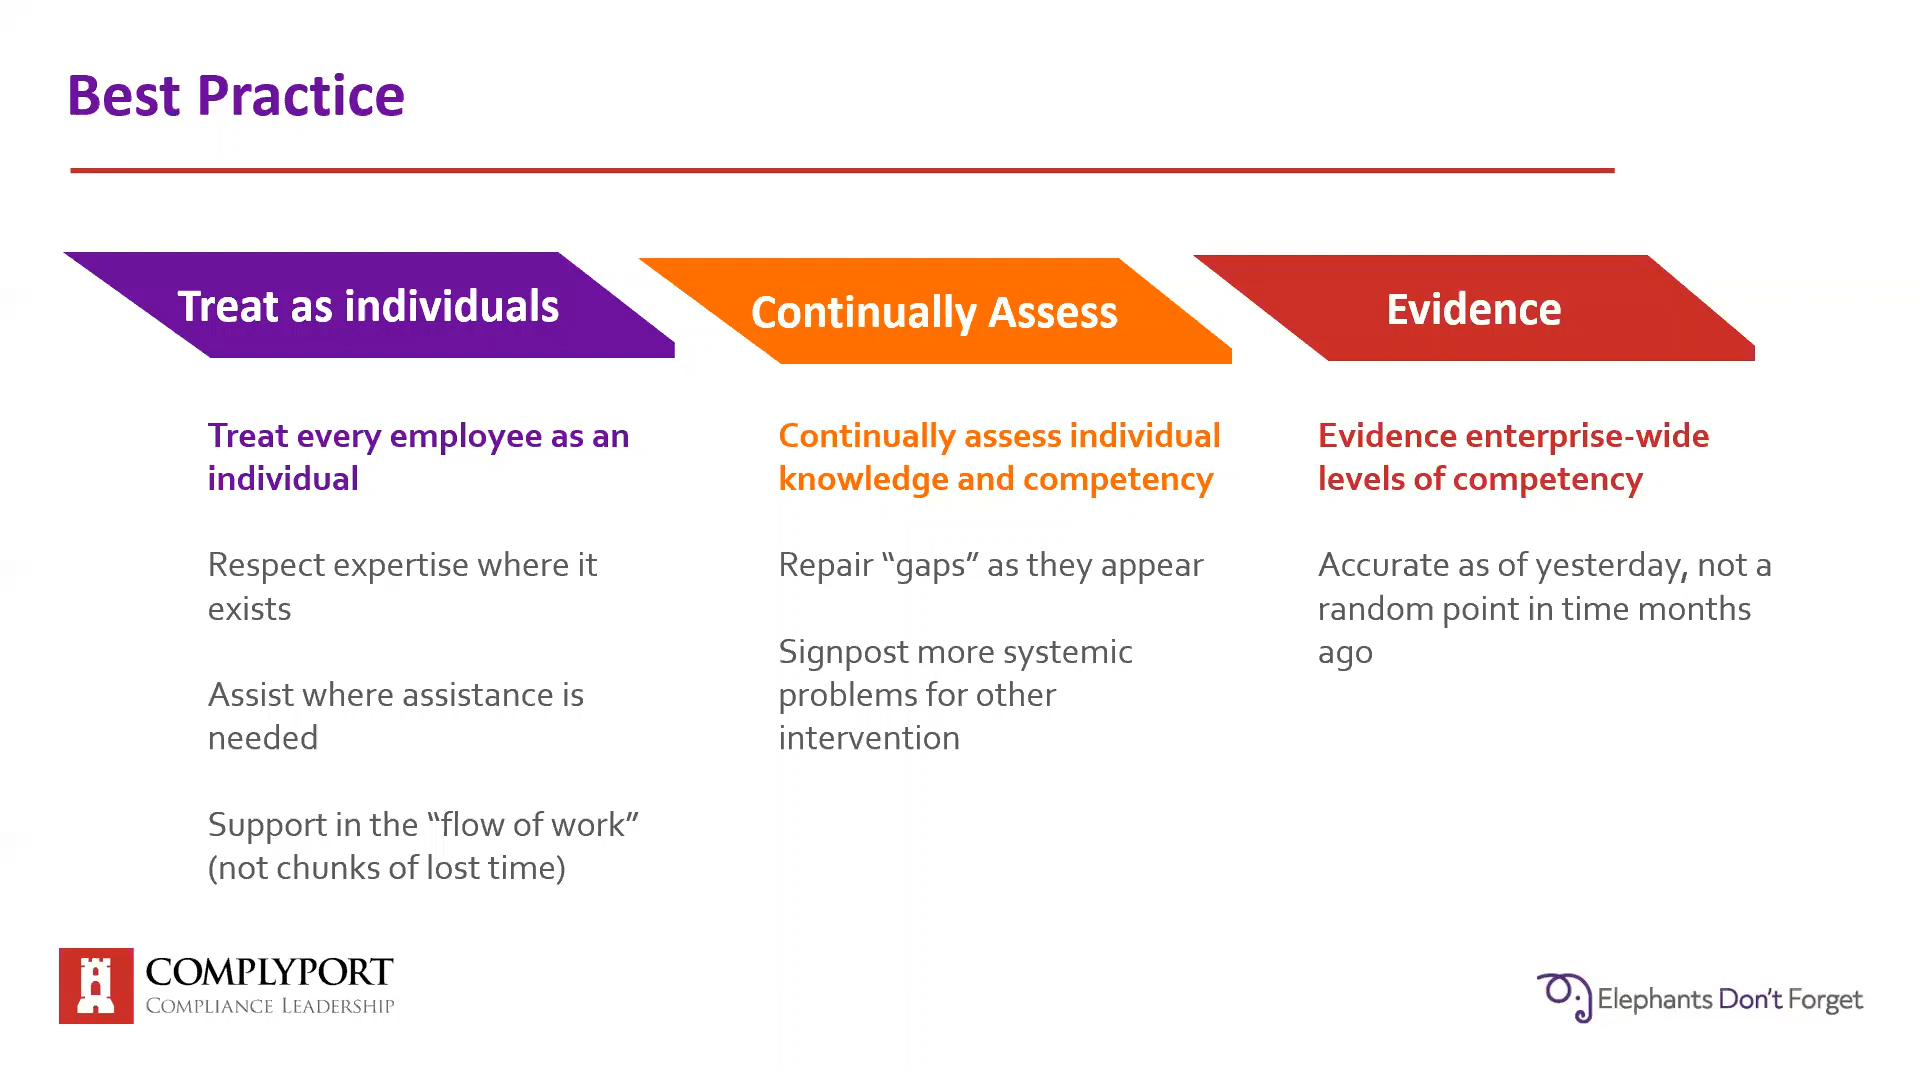 Best Practice
Treat as individuals
Continually Assess
Evidence
Treat every employee as an
individual
Respect expertise where it
exists
Assist where assistance is
needed
Support in the “flow of work”
(not chunks of lost time)
Continually assess individual
knowledge and competency
Repair “gaps” as they appear
Signpost more systemic
problems for other
intervention
Evidence enterprise-wide
levels of competency
Accurate as of yesterday, not a
random point in time months
ago
COMPLYPORT
COMPLIANCE LEADERSHIP
Elephants Don’t Forget